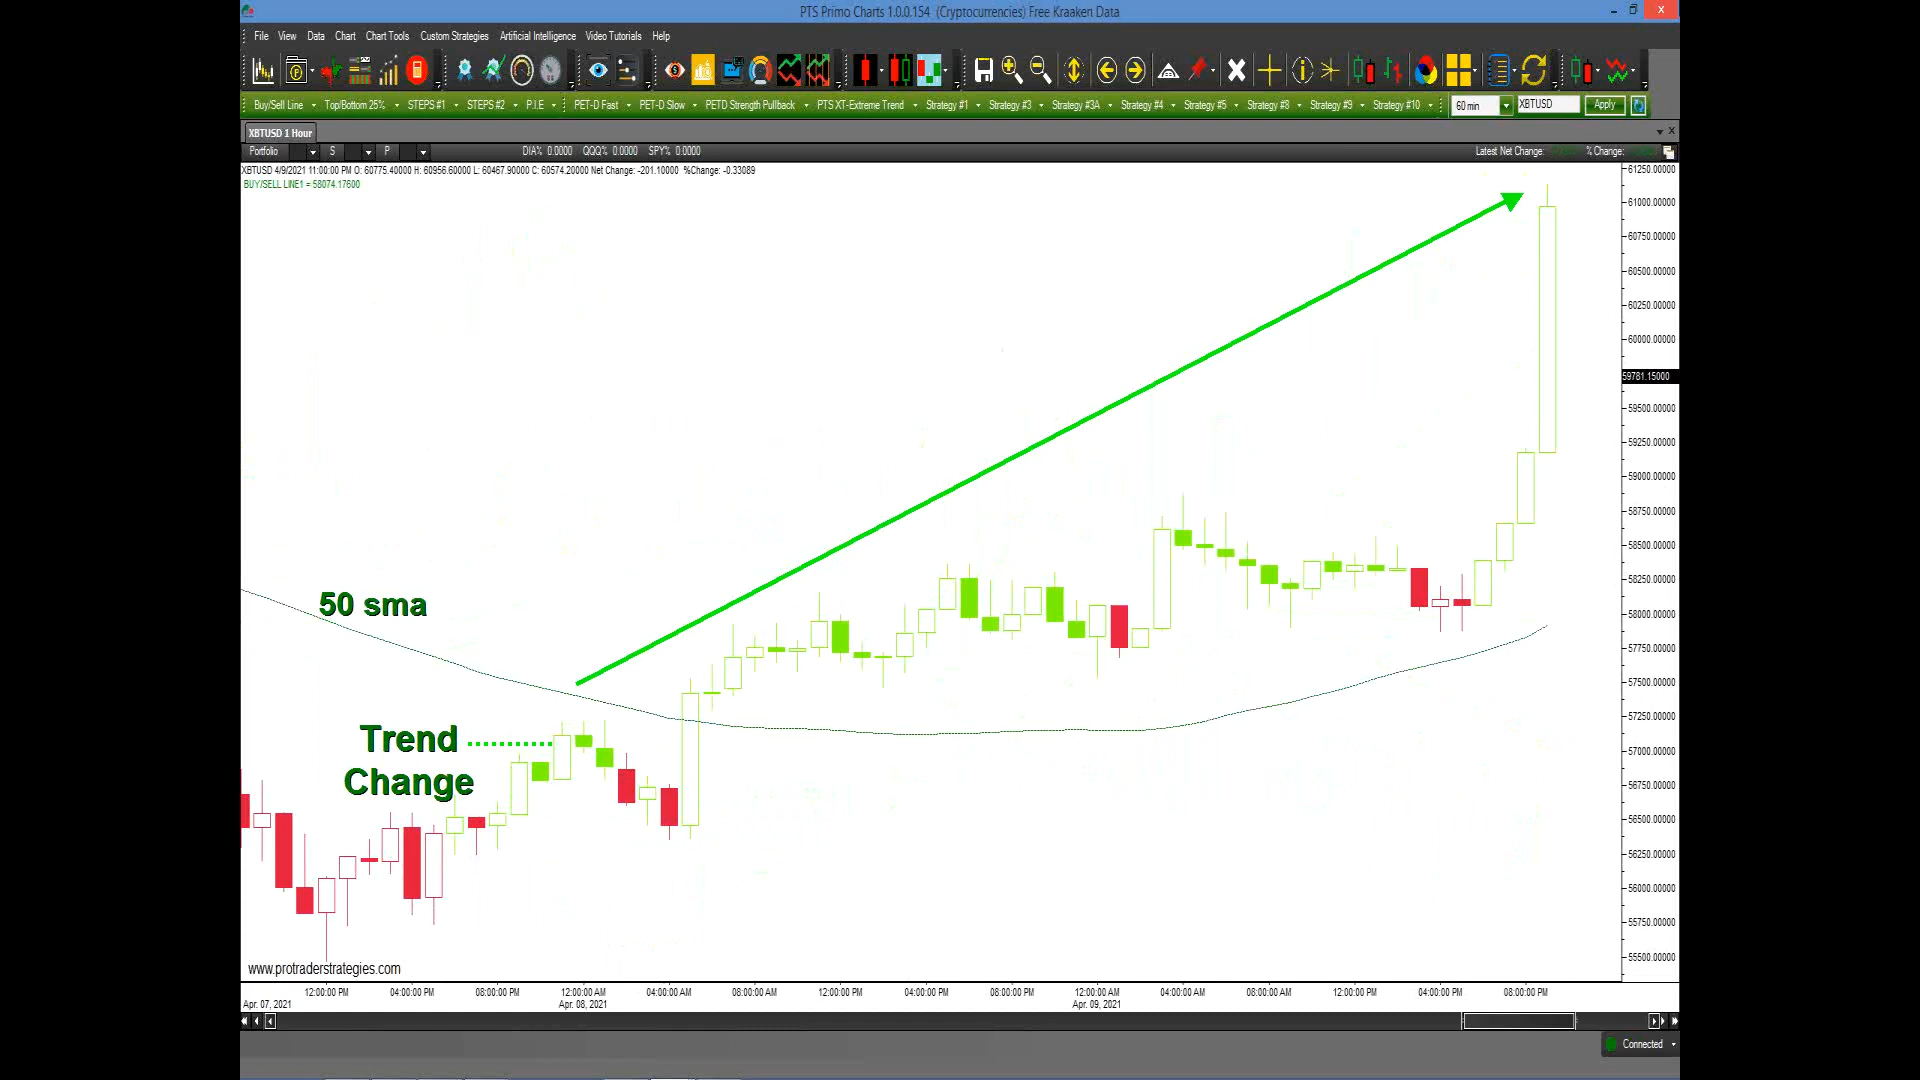 PTS Primo Charts 1.0.0.154 (Cryptocurrencies) Free Kraaken Data
File View Data Chart Chart Tools Custom Strategies Artificial Intelligence Video Tutorials Help
Buy/Sell Line Top/Bottom 25% STEPS #1 STEPS #2 P.I.E PET-D Fast PET-D Slow PETD Strength Pullback PTS XT-Extreme Trend Strategy #1 Strategy #3 Strategy #3A Strategy #4 Strategy #5 Strategy #8 Strategy #9 Strategy #10 60 min XBTUSD Apply
XBTUSD 1 Hour
Portfolio S P DIA% 0.0000 QQQ% 0.0000 SPY% 0.0000 Latest Net Change: % Change:
XBTUSD 4/9/2021 11:00:00 PM O: 60775.40000 H: 60956.60000 L: 60467.90000 C: 60574.20000 Net Change: -201.10000 %Change: -0.33089
BUY/SELL LINE1 = 58074.17600
61250.00000
61000.00000
60750.00000
60500.00000
60250.00000
60000.00000
59781.15000
59500.00000
59250.00000
59000.00000
58750.00000
58500.00000
58250.00000
58000.00000
57750.00000
57500.00000
57250.00000
57000.00000
56750.00000
56500.00000
56250.00000
56000.00000
55750.00000
55500.00000
50 sma
Trend
Change
www.protraderstrategies.com
12:00:00 PM 04:00:00 PM 08:00:00 PM 12:00:00 AM 04:00:00 AM 08:00:00 AM 12:00:00 PM 04:00:00 PM 08:00:00 PM 12:00:00 AM 04:00:00 AM 08:00:00 AM 12:00:00 PM 04:00:00 PM 08:00:00 PM
Apr. 07, 2021 Apr. 08, 2021 Apr. 09, 2021
Connected